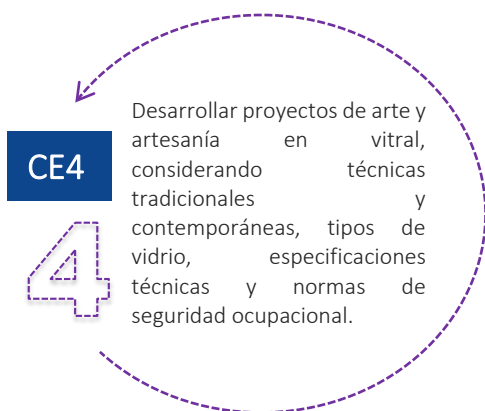 CE4
4
Desarrollar proyectos de arte y
artesanía en vitral,
considerando técnicas
tradicionales y
contemporáneas, tipos de
vidrio, especificaciones
técnicas y normas de
seguridad ocupacional.